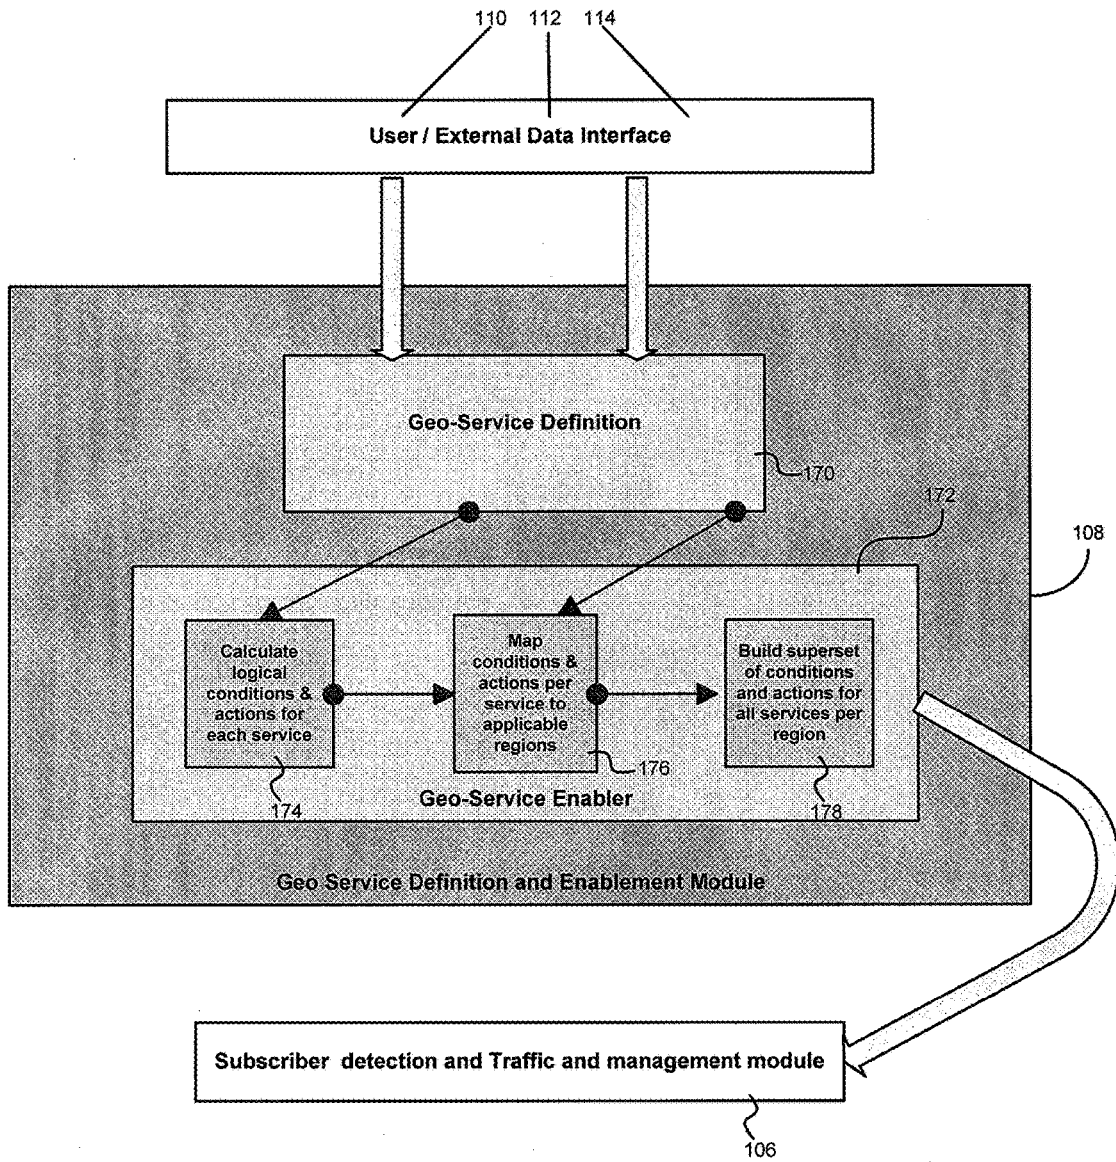 110 112 114
User / External Data Interface
Geo-Service Definition
170
172
108
Calculate
logical
conditions &
actions for
each service
174
Map
conditions &
actions per
service to
applicable
regions
176
Build superset
of conditions
and actions for
all services per
region
178
Geo-Service Enabler
Geo Service Definition and Enablement Module
Subscriber detection and Traffic and management module
106